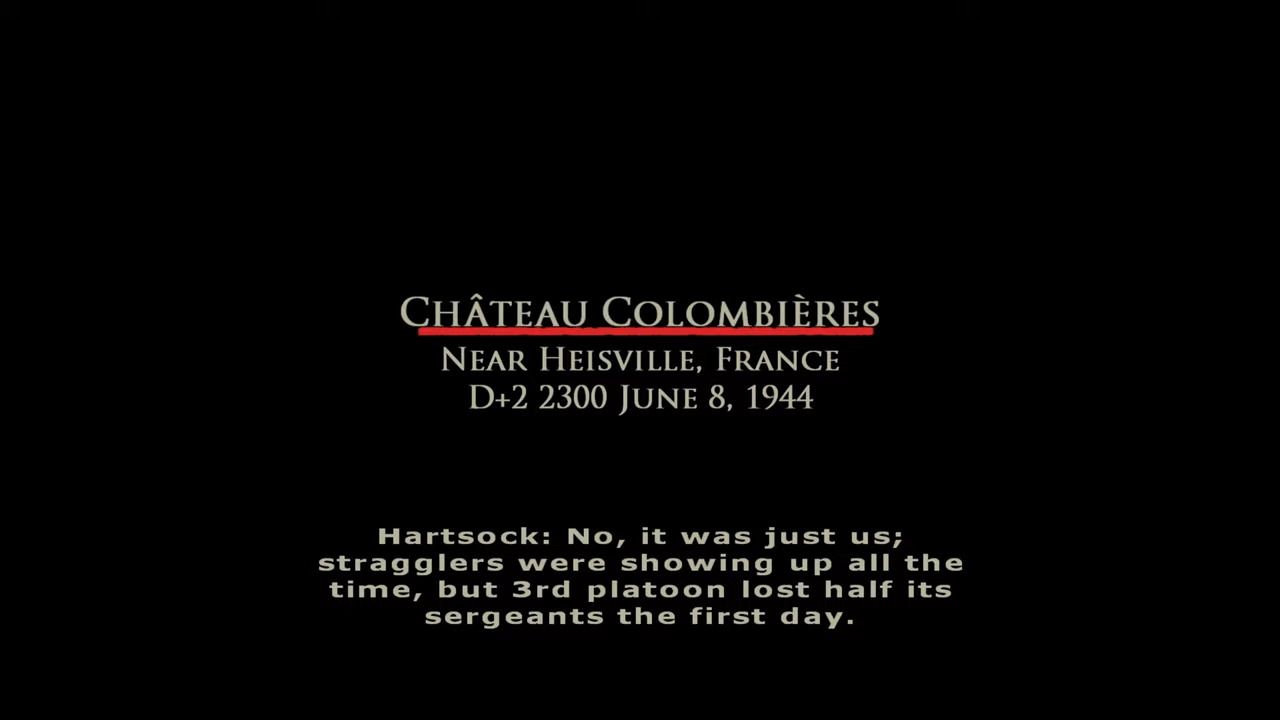 Château Colombières
Near Heisville, France
D+2 2300 June 8, 1944
Hartsock: No, it was just us;
stragglers were showing up all the
time, but 3rd platoon lost half its
sergeants the first day.